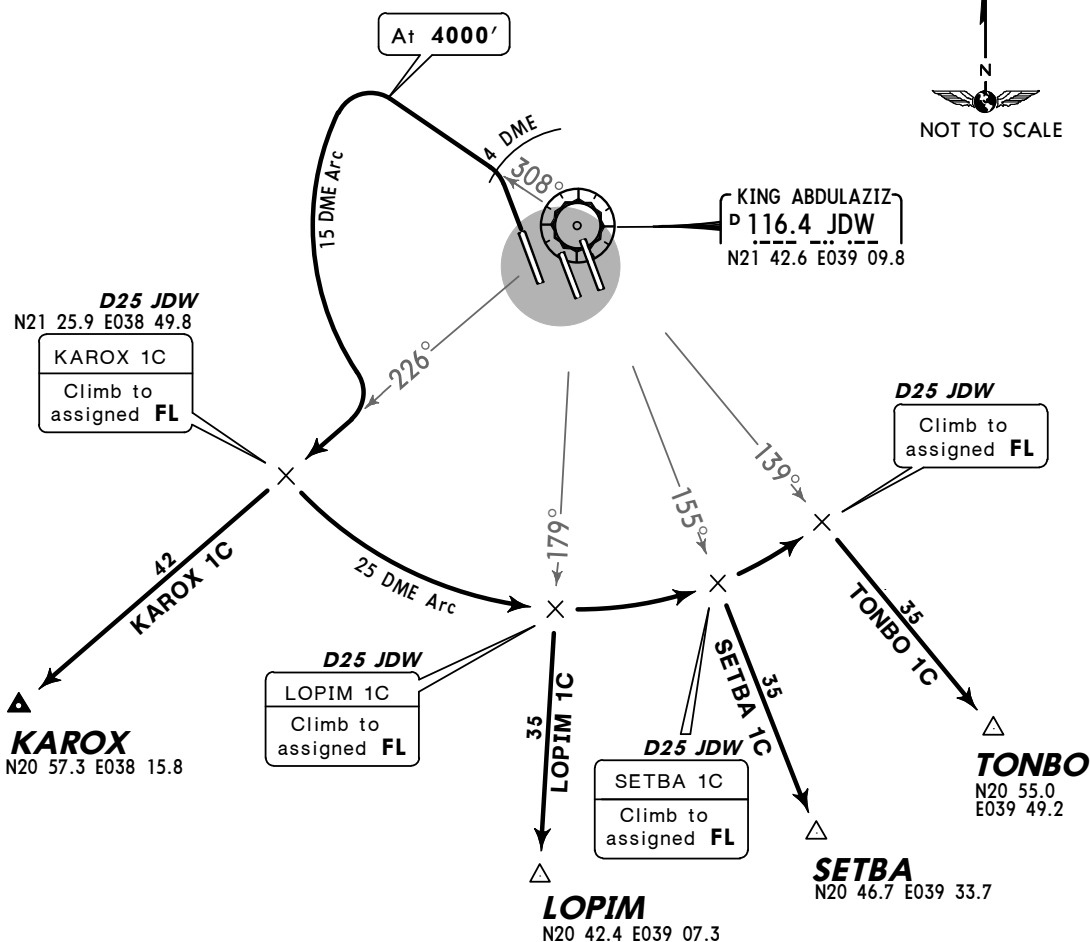 At 4000'
N
NOT TO SCALE
4 DME
308°
15 DME Arc
KING ABDULAZIZ
D 116.4 JDW
N21 42.6 E039 09.8
D25 JDW
N21 25.9 E038 49.8
KAROX 1C
Climb to
assigned FL
226°
D25 JDW
Climb to
assigned FL
139°
155°
179°
42
KAROX 1C
25 DME Arc
35
TONBO 1C
D25 JDW
LOPIM 1C
Climb to
assigned FL
35
LOPIM 1C
35
SETBA 1C
D25 JDW
SETBA 1C
Climb to
assigned FL
KAROX
N20 57.3 E038 15.8
TONBO
N20 55.0
E039 49.2
SETBA
N20 46.7 E039 33.7
LOPIM
N20 42.4 E039 07.3